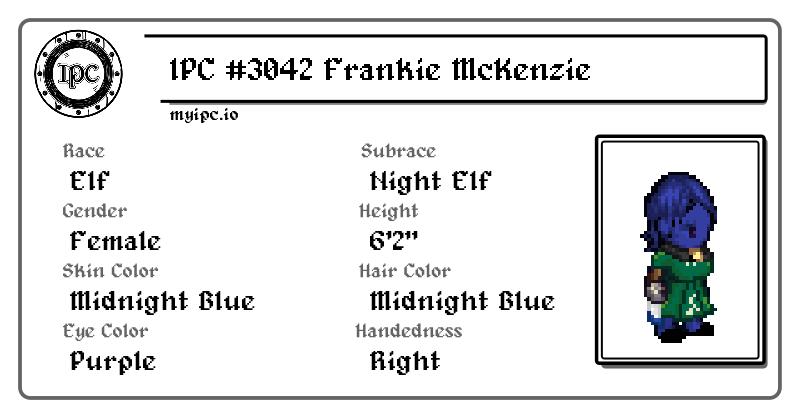 IPC
IPC #3042 Frankie McKenzie
myipc.io
Race
Elf
Subrace
Night Elf
Gender
Female
Height
6'2"
Skin Color
Midnight Blue
Hair Color
Midnight Blue
Eye Color
Purple
Handedness
Right